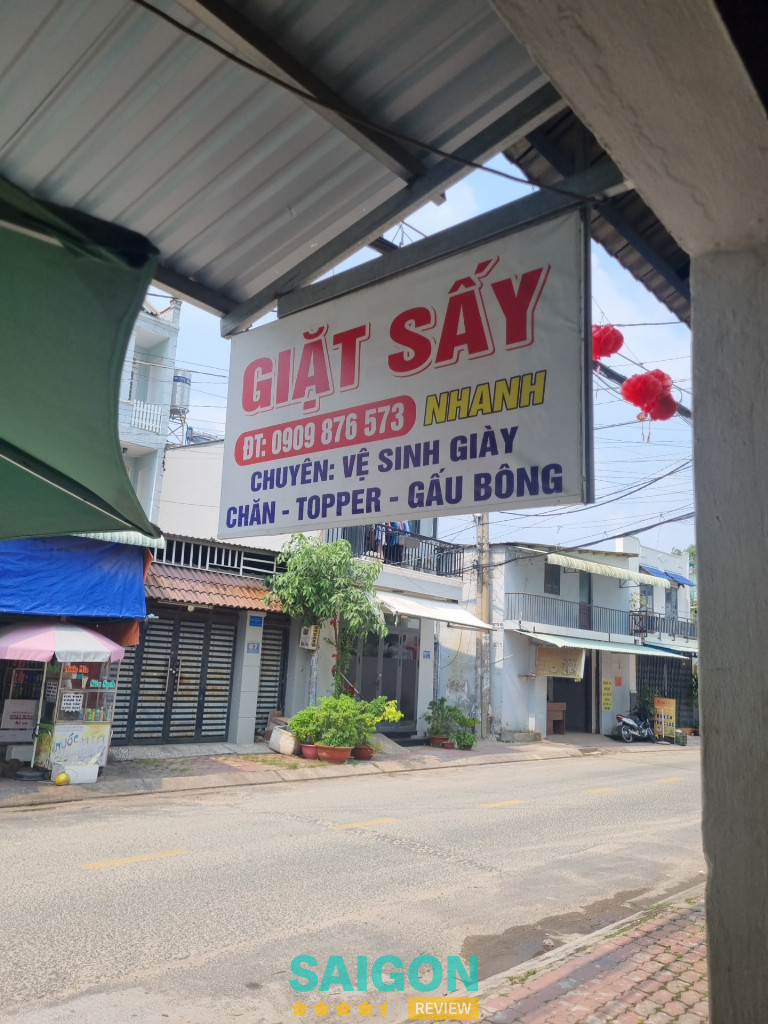 GIẶT SẤY
ĐT: 0909 876 573
NHANH
CHUYÊN: VỆ SINH GIÀY
CHĂN - TOPPER - GẤU BÔNG
SAIGON
REVIEW